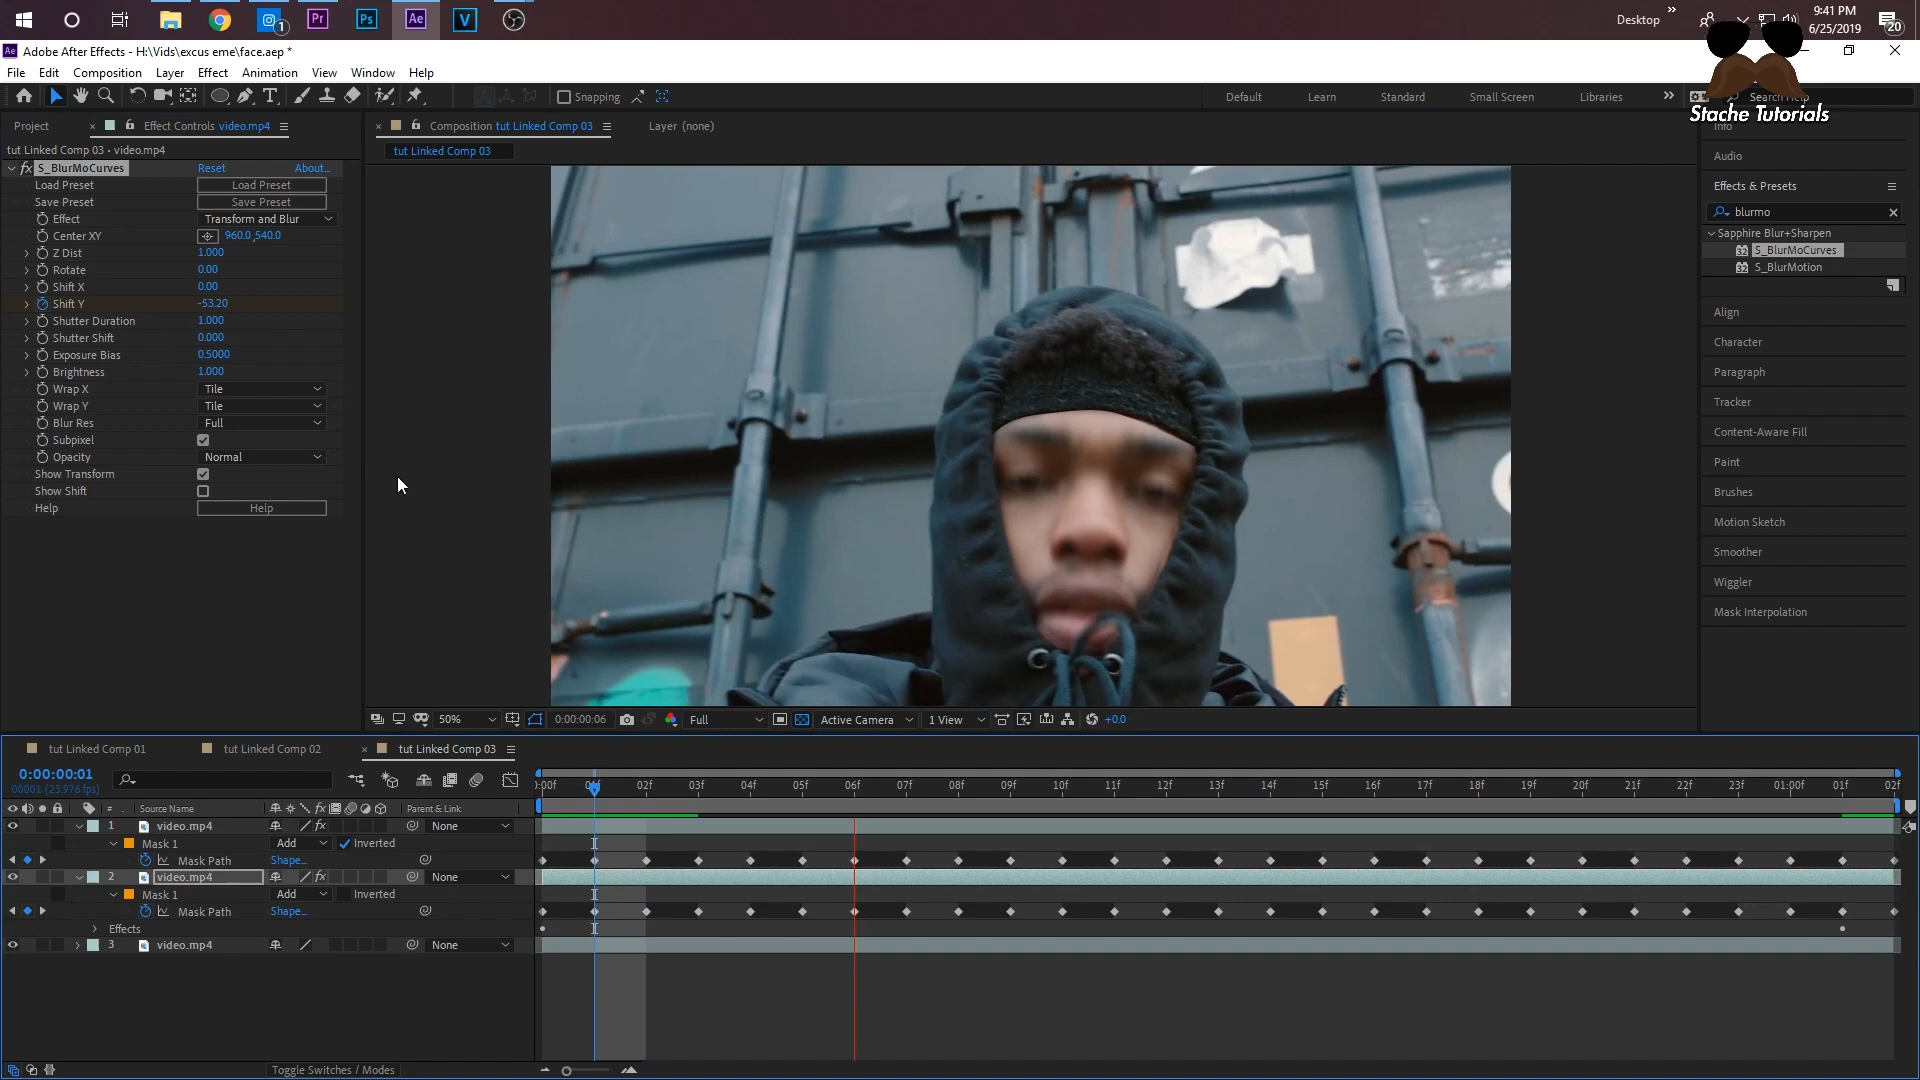 Desktop
9:41 PM
6/25/2019
20
Adobe After Effects - H:\Vids\excus eme\face.aep *
File Edit Composition Layer Effect Animation View Window Help
Snapping
Default Learn Standard Small Screen Libraries
Search Help
Stache Tutorials
Project
Effect Controls video.mp4
Composition tut Linked Comp 03
Layer (none)
tut Linked Comp 03 • video.mp4
tut Linked Comp 03
fx S_BlurMoCurves Reset About...
Load Preset Load Preset
Save Preset Save Preset
Effect Transform and Blur
Center XY 960.0,540.0
Z Dist 1.000
Rotate 0.00
Shift X 0.00
Shift Y -53.20
Shutter Duration 1.000
Shutter Shift 0.000
Exposure Bias 0.5000
Brightness 1.000
Wrap X Tile
Wrap Y Tile
Blur Res Full
Subpixel
Opacity Normal
Show Transform
Show Shift
Help Help
Info
Audio
Effects & Presets
blurmo
Sapphire Blur+Sharpen
S_BlurMoCurves
S_BlurMotion
Align
Character
Paragraph
Tracker
Content-Aware Fill
Paint
Brushes
Motion Sketch
Smoother
Wiggler
Mask Interpolation
50% 0:00:00:06 Full Active Camera 1 View +0.0
tut Linked Comp 01 tut Linked Comp 02 tut Linked Comp 03
0:00:00:01
00001 (23.976 fps)
:00f 01f 02f 03f 04f 05f 06f 07f 08f 09f 10f 11f 12f 13f 14f 15f 16f 17f 18f 19f 20f 21f 22f 23f 01:00f 01f 02f
# Source Name Parent & Link
1 video.mp4 None
Mask 1 Add Inverted
Mask Path Shape...
2 video.mp4 None
Mask 1 Add Inverted
Mask Path Shape...
Effects
3 video.mp4 None
Toggle Switches / Modes